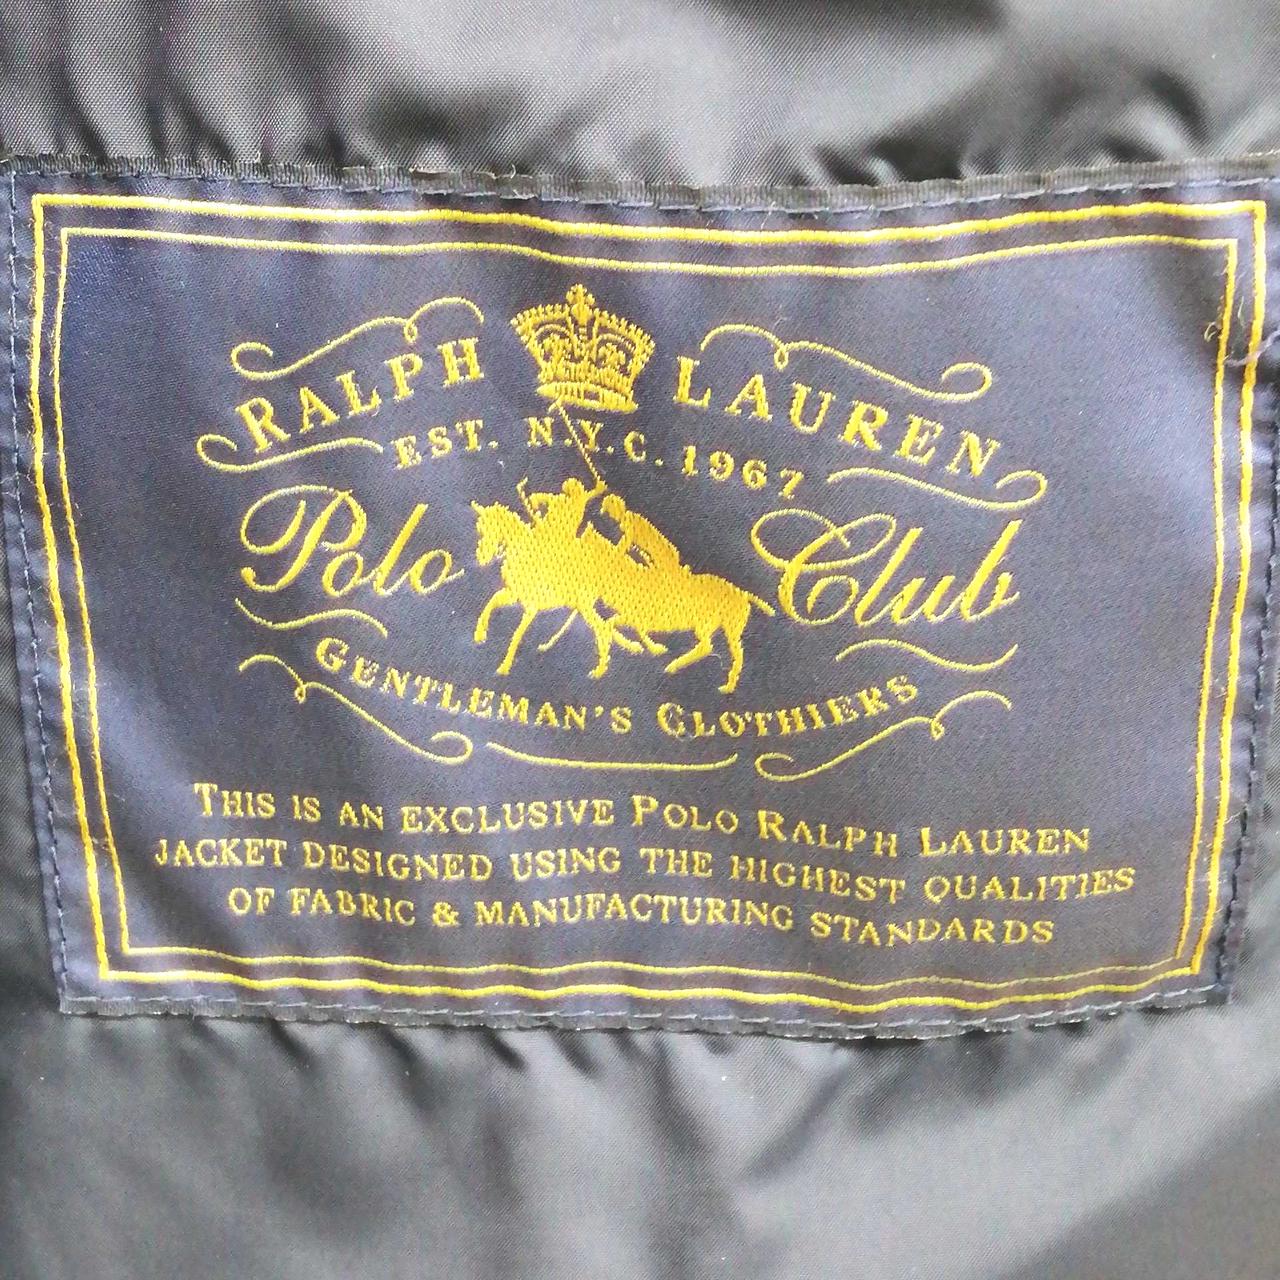 RALPH LAUREN
EST. N.Y.C. 1967
Polo Club
GENTLEMAN'S CLOTHIERS
THIS IS AN EXCLUSIVE POLO RALPH LAUREN
JACKET DESIGNED USING THE HIGHEST QUALITIES
OF FABRIC & MANUFACTURING STANDARDS